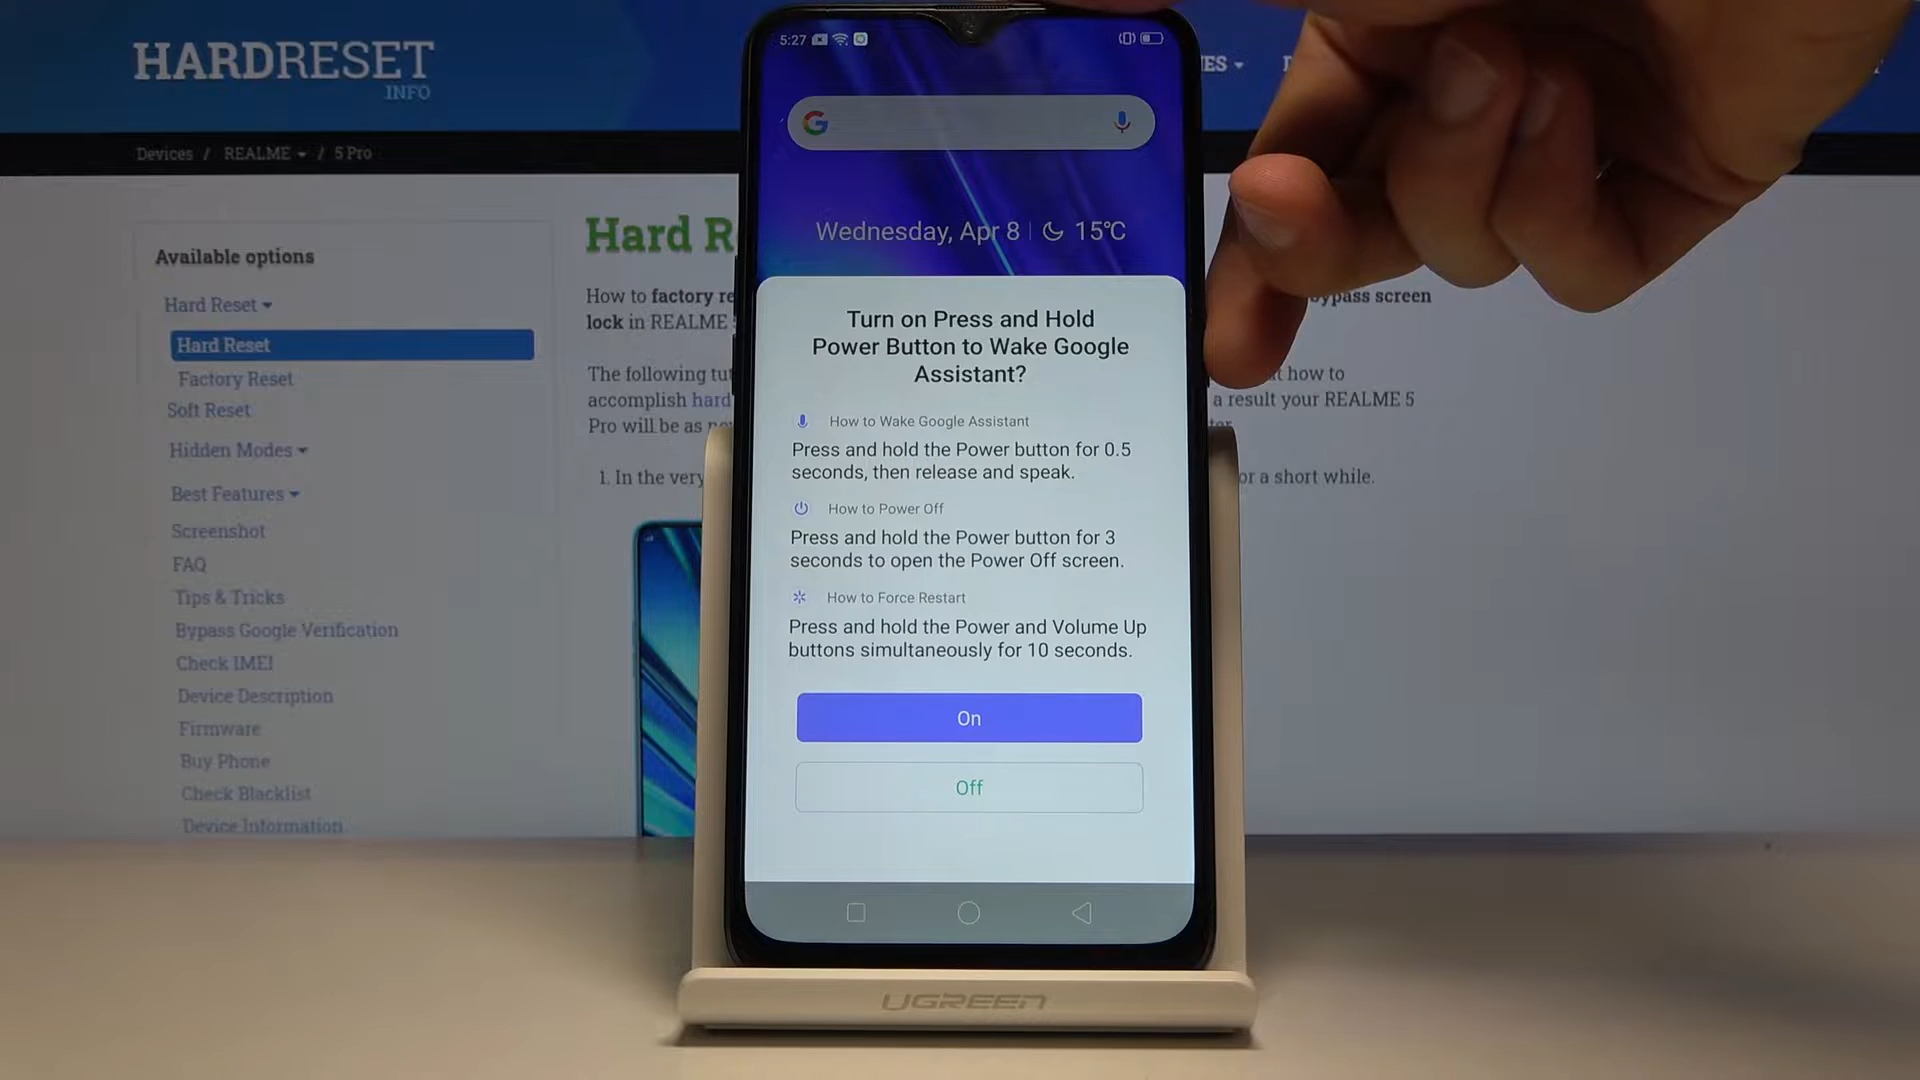 HARDRESET
INFO
Devices / REALME / 5 Pro
Available options
Hard Reset
Hard Reset
Factory Reset
Soft Reset
Hidden Modes
Best Features
Screenshot
FAQ
Tips & Tricks
Bypass Google Verification
Check IMEI
Device Description
Firmware
Buy Phone
Check Blacklist
Device Information
Hard R
How to factory re
bypass screen
lock in REALME
The following tut
how to
accomplish hard
a result your REALME 5
Pro will be as
1. In the very
or a short while.
5:27
Wednesday, Apr 8 | 15°C
Turn on Press and Hold
Power Button to Wake Google
Assistant?
How to Wake Google Assistant
Press and hold the Power button for 0.5
seconds, then release and speak.
How to Power Off
Press and hold the Power button for 3
seconds to open the Power Off screen.
How to Force Restart
Press and hold the Power and Volume Up
buttons simultaneously for 10 seconds.
On
Off
UGREEN